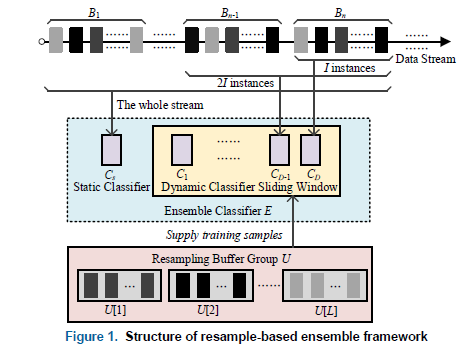 B1 Bn-1 Bn
...... ...... ...... ...... ...... ......
Data Stream
I instances
2I instances
The whole stream
......
......
Cs C1 CD-1 CD
Static Classifier Dynamic Classifier Sliding Window
Ensemble Classifier E
Supply training samples
Resampling Buffer Group U
... ... ...... ...
U[1] U[2] U[L]
Figure 1. Structure of resample-based ensemble framework